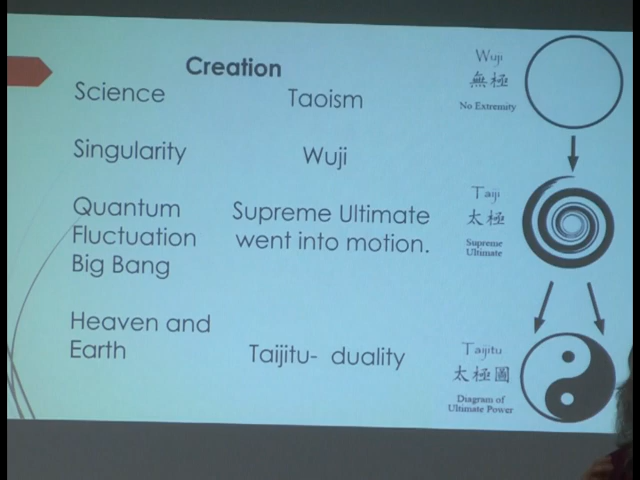 Creation
Science Taoism
Singularity Wuji
Quantum Supreme Ultimate
Fluctuation went into motion.
Big Bang
Heaven and
Earth Taijitu- duality
Wuji
無極
No Extremity
Taiji
太極
Supreme
Ultimate
Taijitu
太極圖
Diagram of
Ultimate Power